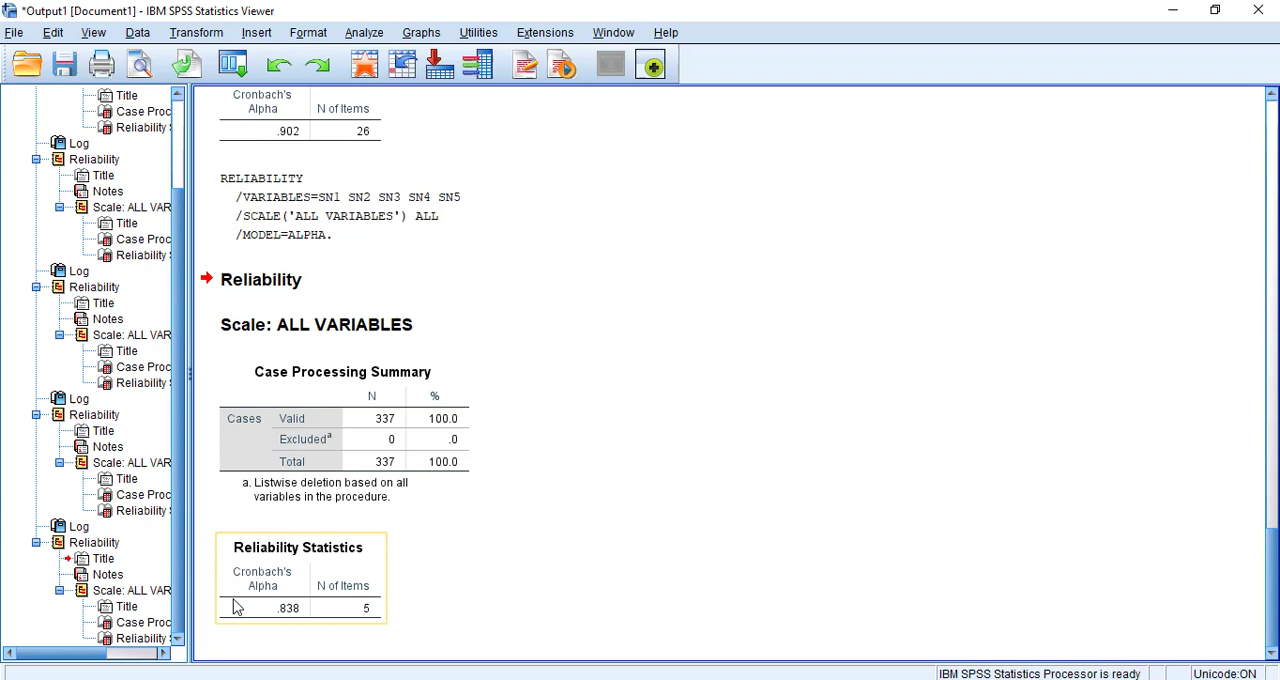 *Output1 [Document1] - IBM SPSS Statistics Viewer
File Edit View Data Transform Insert Format Analyze Graphs Utilities Extensions Window Help
Title
Case Proc
Reliability S
Log
Reliability
Title
Notes
Scale: ALL VAR
Title
Case Proc
Reliability S
Log
Reliability
Title
Notes
Scale: ALL VAR
Title
Case Proc
Reliability S
Log
Reliability
Title
Notes
Scale: ALL VAR
Title
Case Proc
Reliability S
Log
Reliability
Title
Notes
Scale: ALL VAR
Title
Case Proc
Reliability S
Cronbach's
Alpha N of Items
.902 26
RELIABILITY
/VARIABLES=SN1 SN2 SN3 SN4 SN5
/SCALE('ALL VARIABLES') ALL
/MODEL=ALPHA.
Reliability
Scale: ALL VARIABLES
Case Processing Summary
N %
Cases Valid 337 100.0
Excludedᵃ 0 .0
Total 337 100.0
a. Listwise deletion based on all
variables in the procedure.
Reliability Statistics
Cronbach's
Alpha N of Items
.838 5
IBM SPSS Statistics Processor is ready Unicode:ON